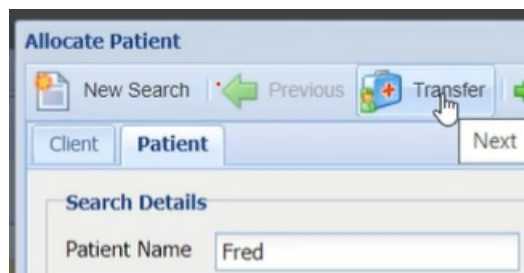 Allocate Patient
New Search Previous Transfer
Next
Client Patient
Search Details
Patient Name Fred